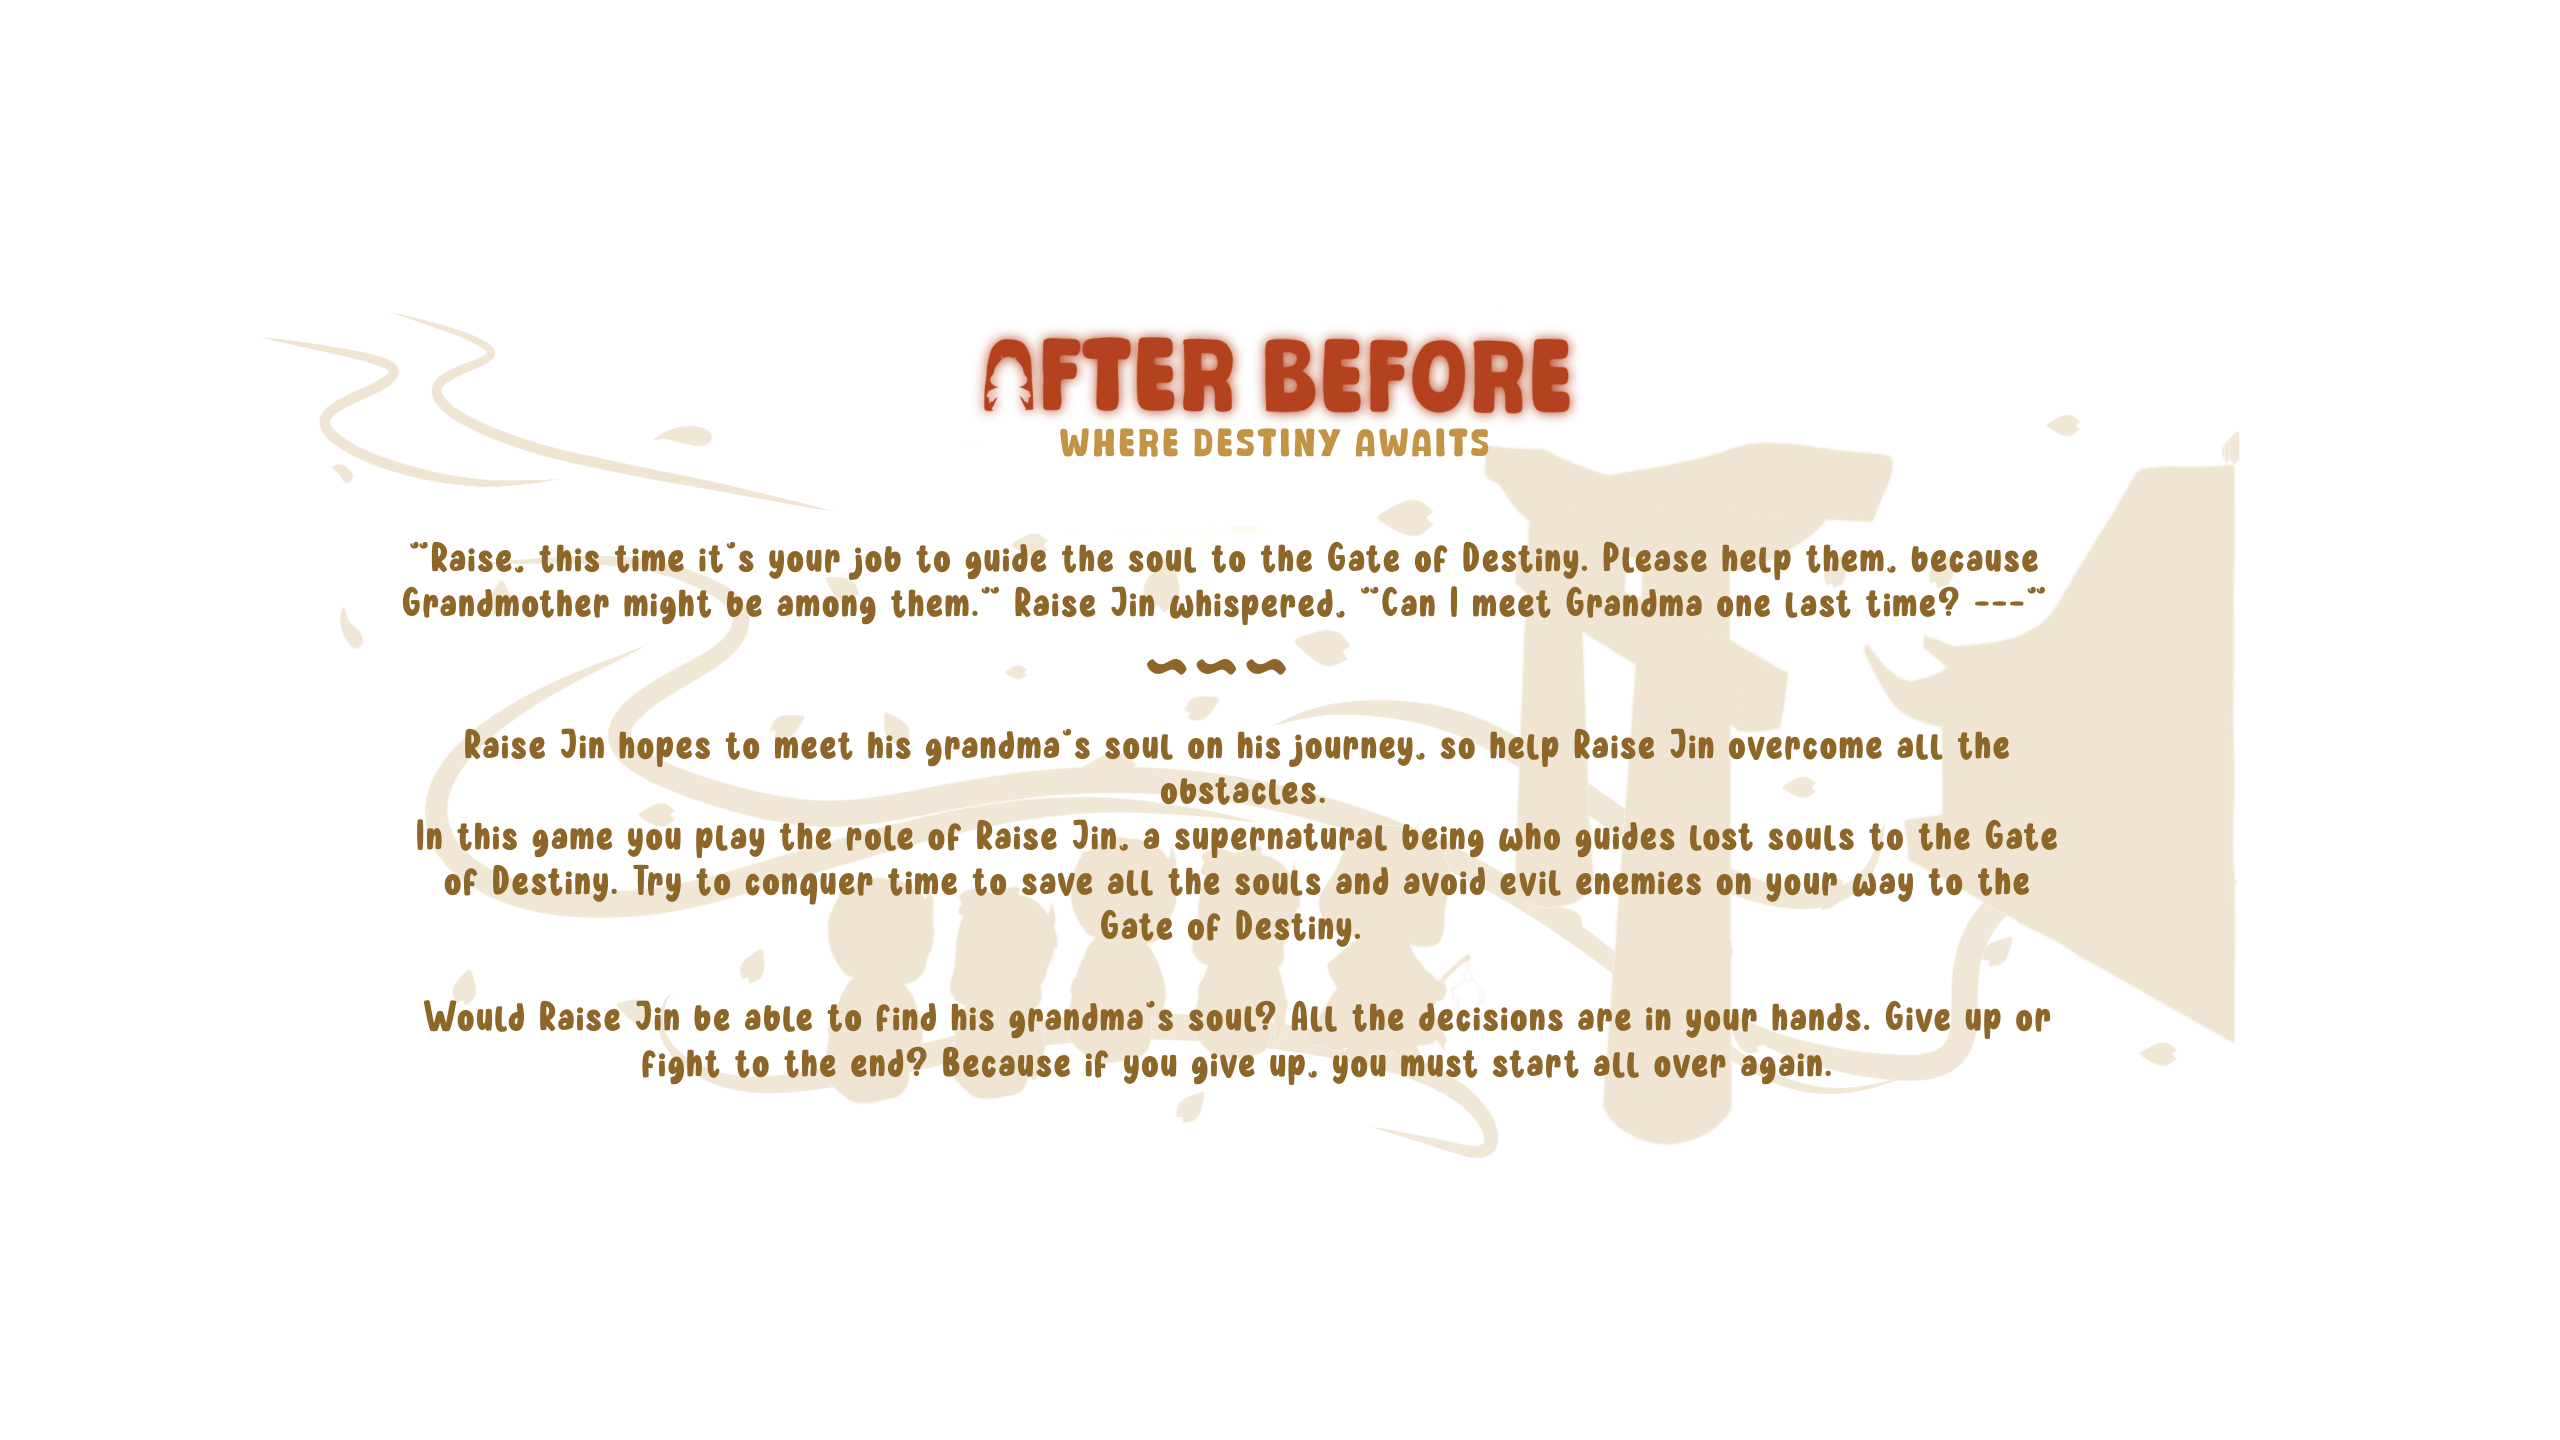 AFTER BEFORE
WHERE DESTINY AWAITS
"Raise, this time it's your job to guide the soul to the Gate of Destiny. Please help them, because
Grandmother might be among them." Raise Jin whispered, "Can I meet Grandma one last time? ---"
~~~
Raise Jin hopes to meet his grandma's soul on his journey, so help Raise Jin overcome all the
obstacles.
In this game you play the role of Raise Jin, a supernatural being who guides lost souls to the Gate
of Destiny. Try to conquer time to save all the souls and avoid evil enemies on your way to the
Gate of Destiny.
Would Raise Jin be able to find his grandma's soul? All the decisions are in your hands. Give up or
fight to the end? Because if you give up, you must start all over again.